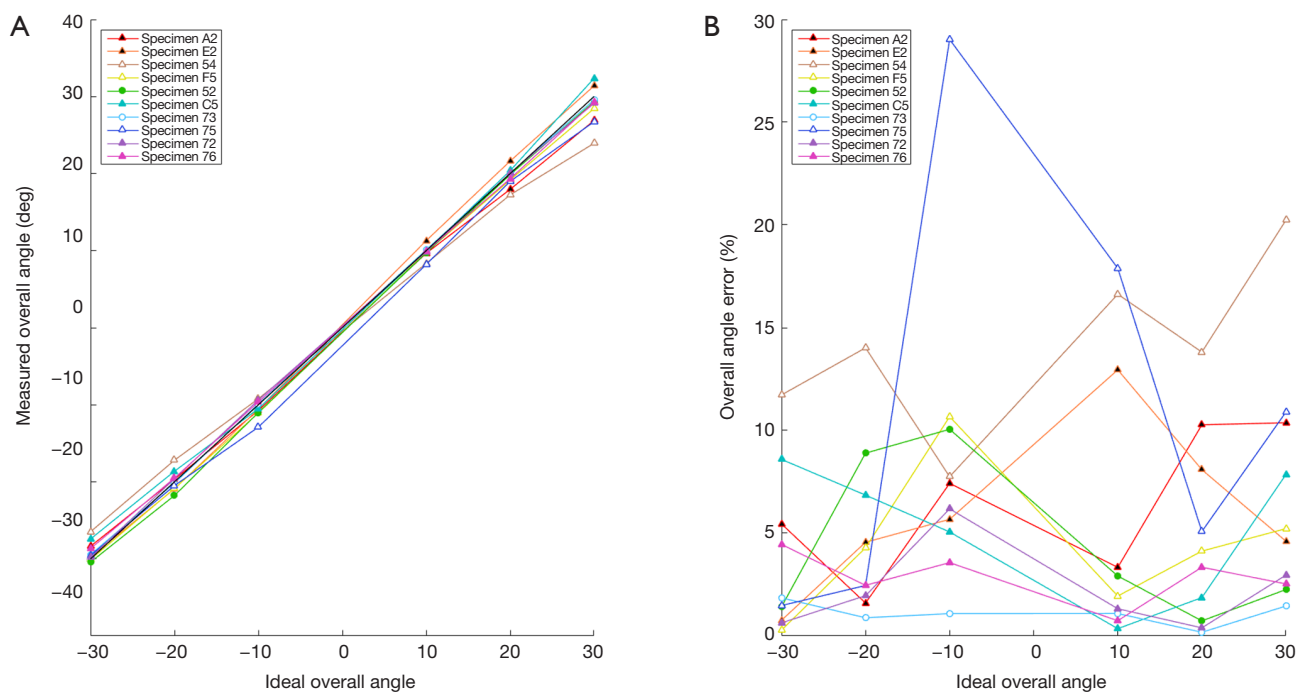 A
40
30
20
10
0
−10
−20
−30
−40
Measured overall angle (deg)
Specimen A2
Specimen E2
Specimen 54
Specimen F5
Specimen 52
Specimen C5
Specimen 73
Specimen 75
Specimen 72
Specimen 76
−30 −20 −10 0 10 20 30
Ideal overall angle
B
30
25
20
15
10
5
0
Overall angle error (%)
Specimen A2
Specimen E2
Specimen 54
Specimen F5
Specimen 52
Specimen C5
Specimen 73
Specimen 75
Specimen 72
Specimen 76
−30 −20 −10 0 10 20 30
Ideal overall angle